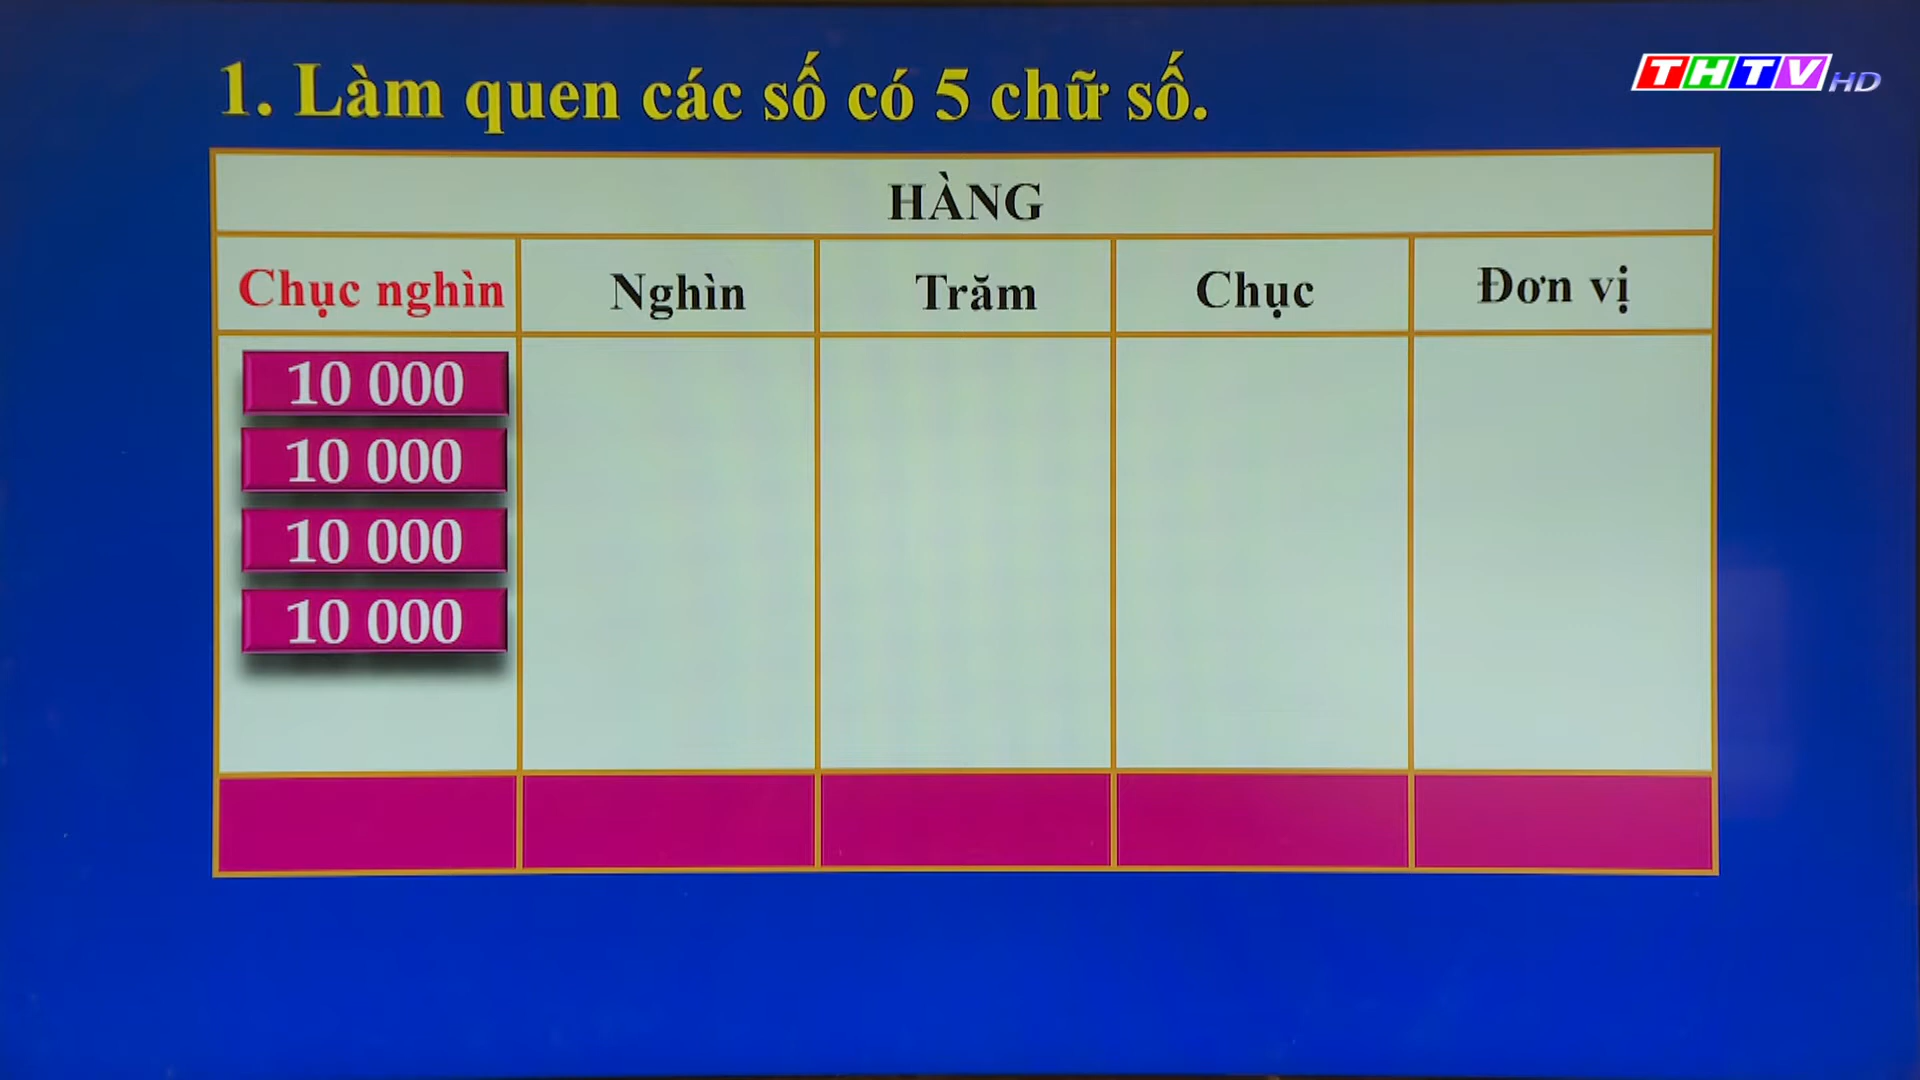 THTV HD
1. Làm quen các số có 5 chữ số.
HÀNG
Chục nghìn Nghìn Trăm Chục Đơn vị
10 000
10 000
10 000
10 000